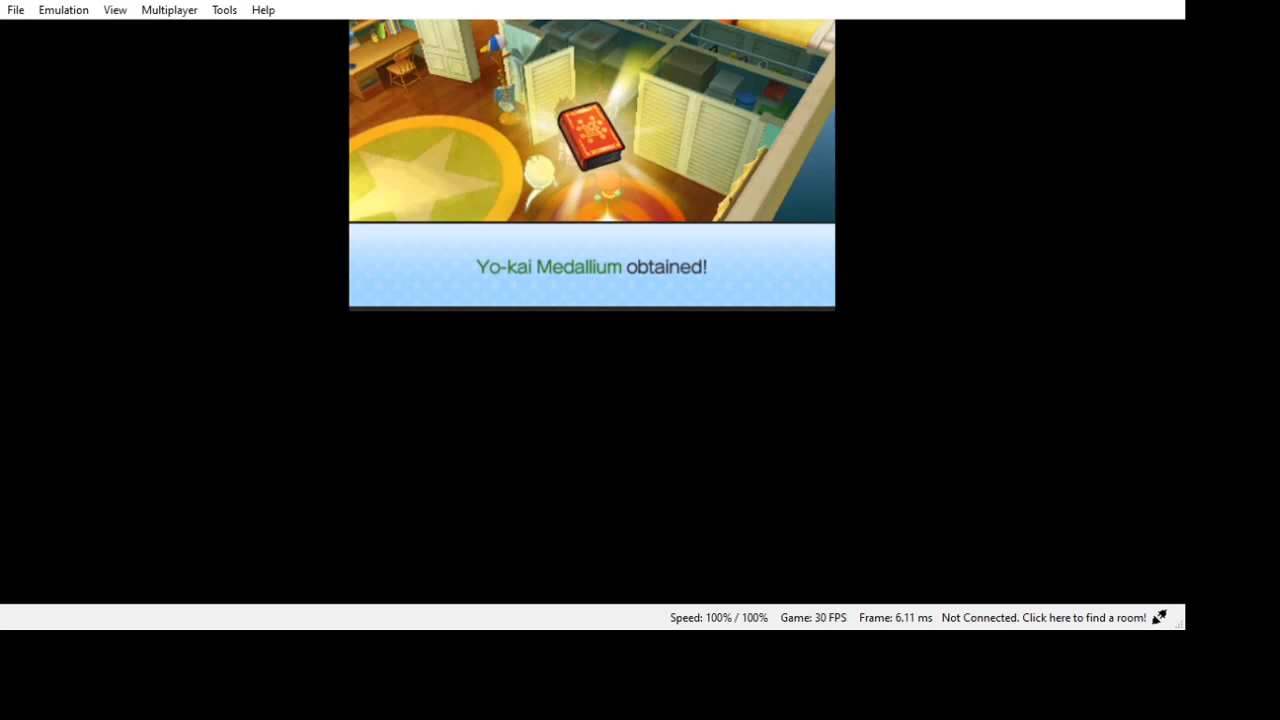 File Emulation View Multiplayer Tools Help
Yo-kai Medallium obtained!
Speed: 100% / 100% Game: 30 FPS Frame: 6.11 ms Not Connected. Click here to find a room!